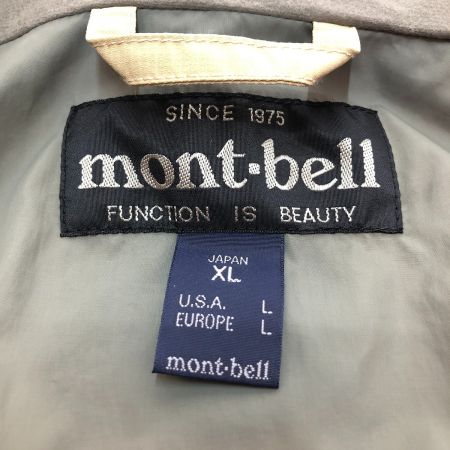 SINCE 1975
mont·bell
FUNCTION IS BEAUTY
JAPAN
XL
U.S.A. L
EUROPE L
mont·bell